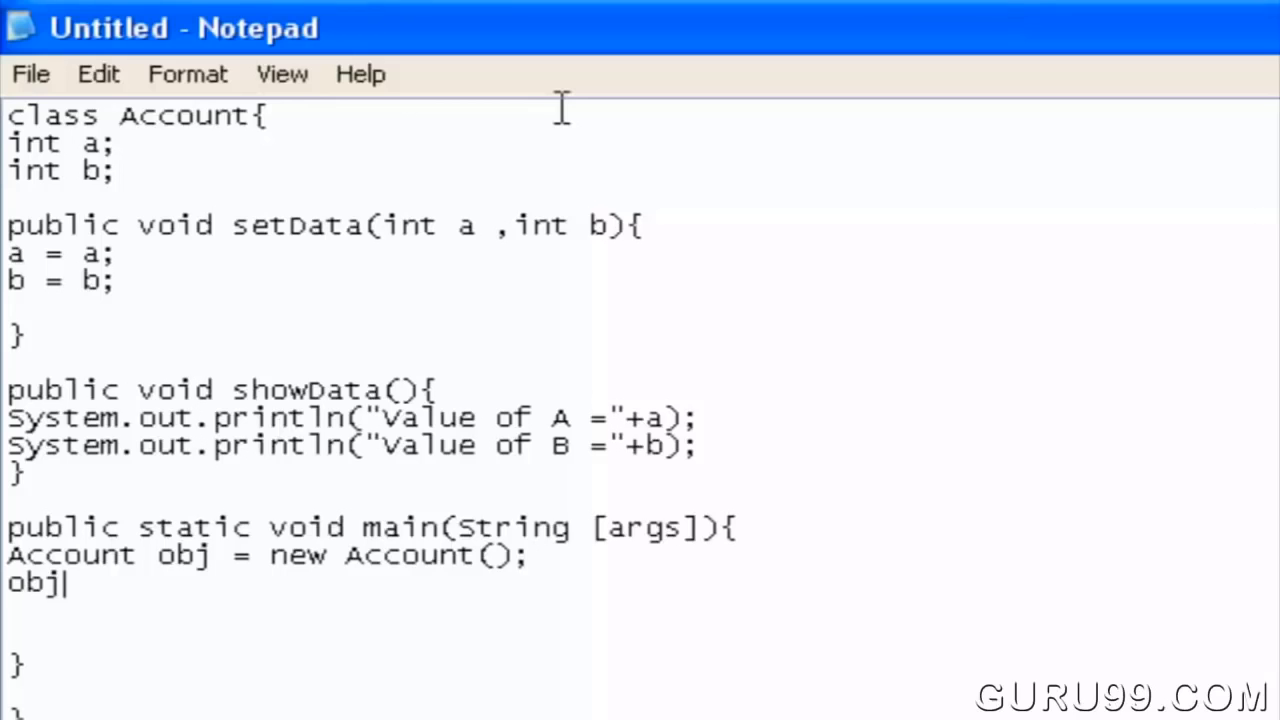 Untitled - Notepad
File Edit Format View Help
class Account{
int a;
int b;
public void setData(int a ,int b){
a = a;
b = b;
}
public void showData(){
System.out.println("Value of A ="+a);
System.out.println("Value of B ="+b);
}
public static void main(String [args]){
Account obj = new Account();
obj
}
}
GURU99.COM